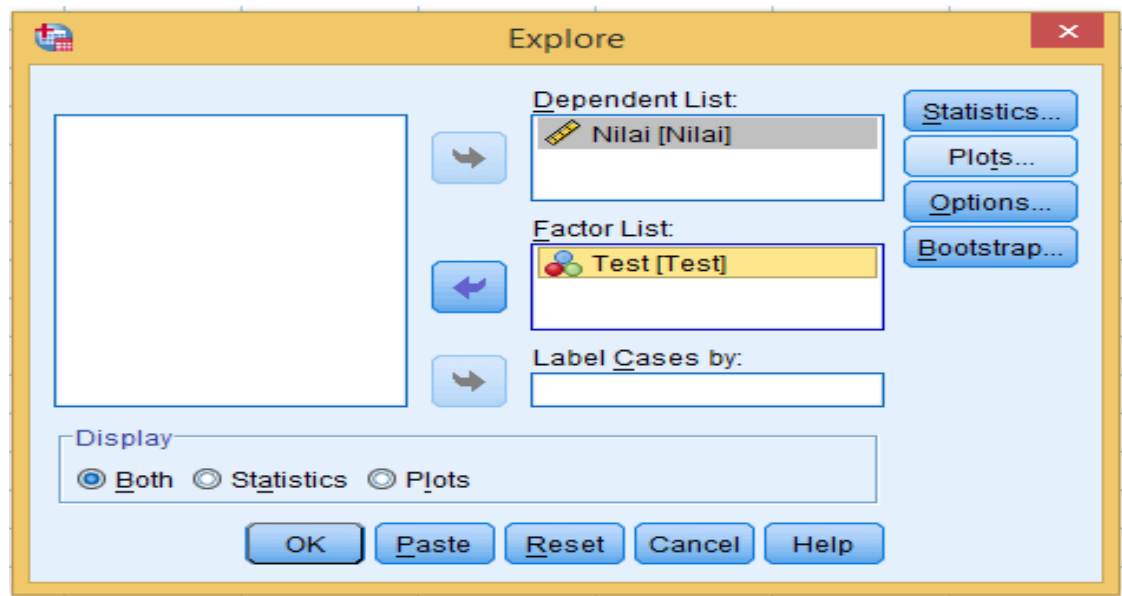 Explore
Dependent List:
Nilai [Nilai]
Factor List:
Test [Test]
Label Cases by:
Statistics...
Plots...
Options...
Bootstrap...
Display
Both Statistics Plots
OK Paste Reset Cancel Help